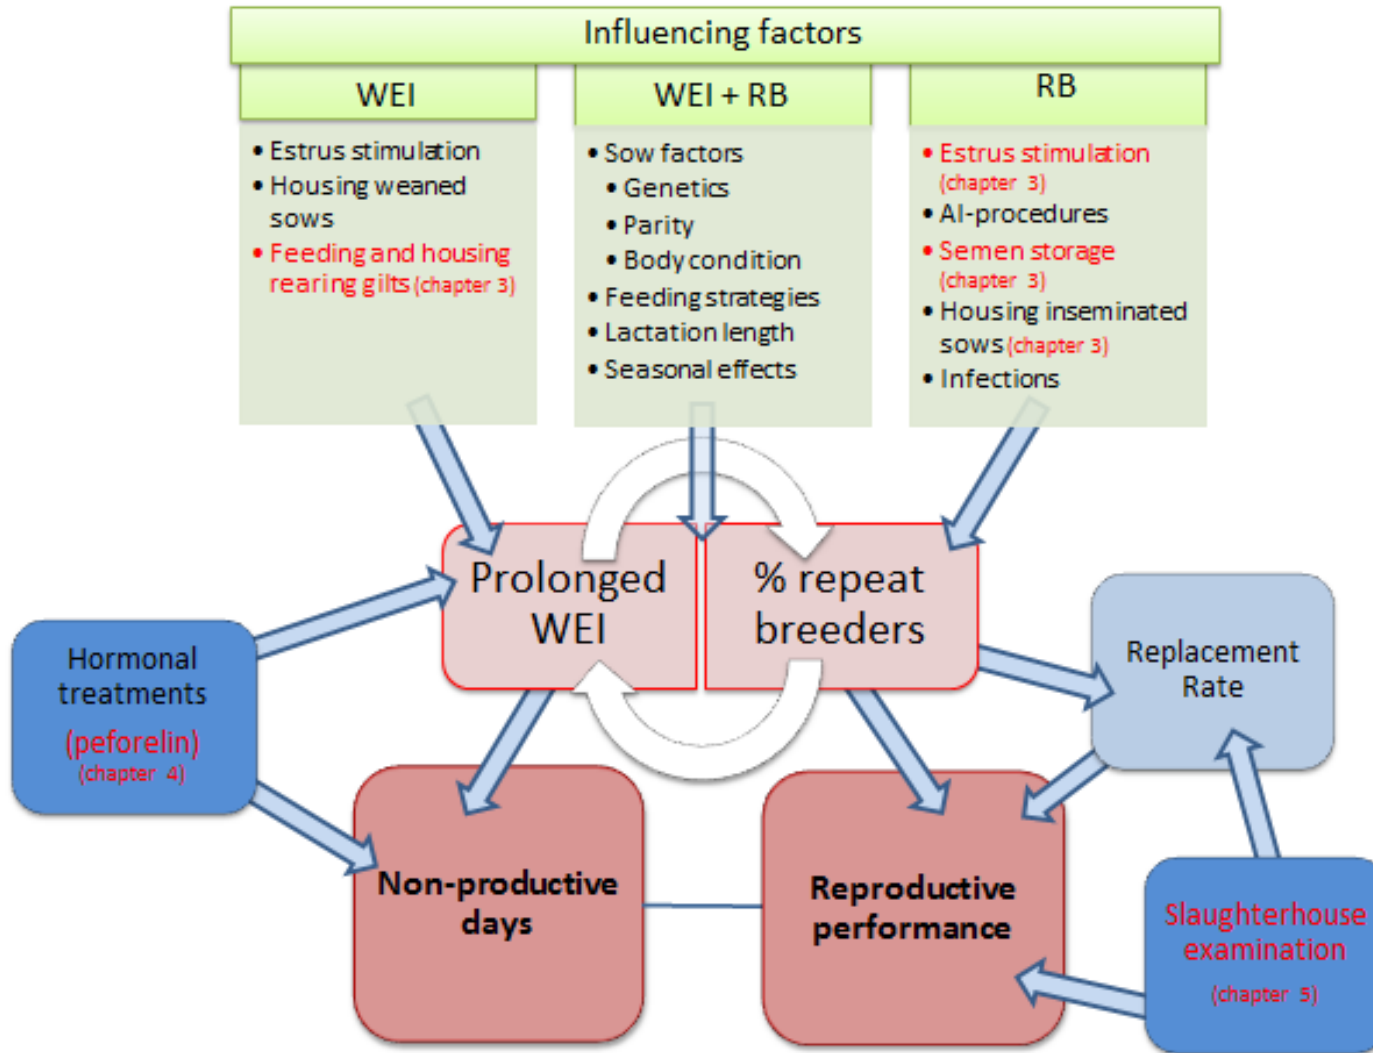 Influencing factors
WEI
• Estrus stimulation
• Housing weaned
sows
• Feeding and housing
rearing gilts (chapter 3)
WEI + RB
• Sow factors
• Genetics
• Parity
• Body condition
• Feeding strategies
• Lactation length
• Seasonal effects
RB
• Estrus stimulation
(chapter 3)
• AI-procedures
• Semen storage
(chapter 3)
• Housing inseminated
sows (chapter 3)
• Infections
Prolonged
WEI
% repeat
breeders
Hormonal
treatments
(peforelin)
(chapter 4)
Replacement
Rate
Non-productive
days
Reproductive
performance
Slaughterhouse
examination
(chapter 5)